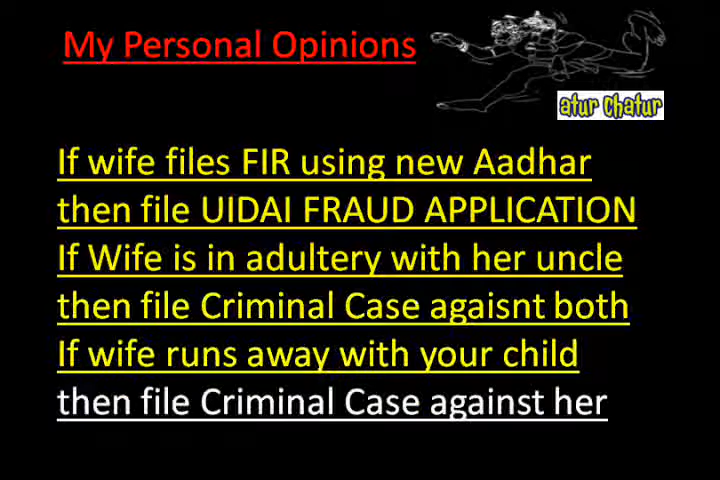 My Personal Opinions
atur chatur
If wife files FIR using new Aadhar
then file UIDAI FRAUD APPLICATION
If Wife is in adultery with her uncle
then file Criminal Case agaisnt both
If wife runs away with your child
then file Criminal Case against her